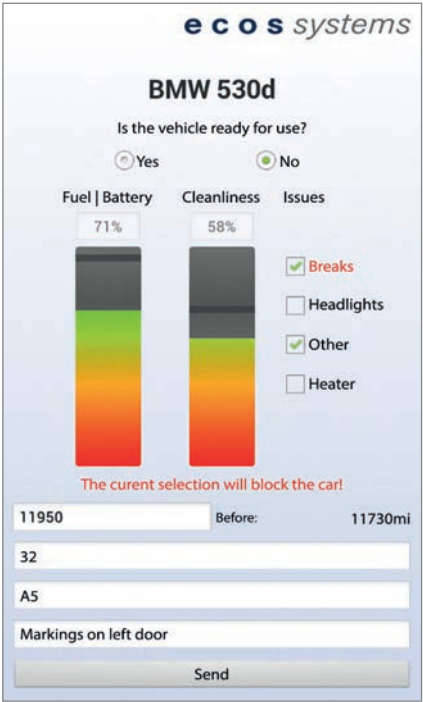 ecos systems
BMW 530d
Is the vehicle ready for use?
Yes No
Fuel | Battery Cleanliness Issues
71% 58%
Breaks
Headlights
Other
Heater
The curent selection will block the car!
11950 Before: 11730mi
32
A5
Markings on left door
Send